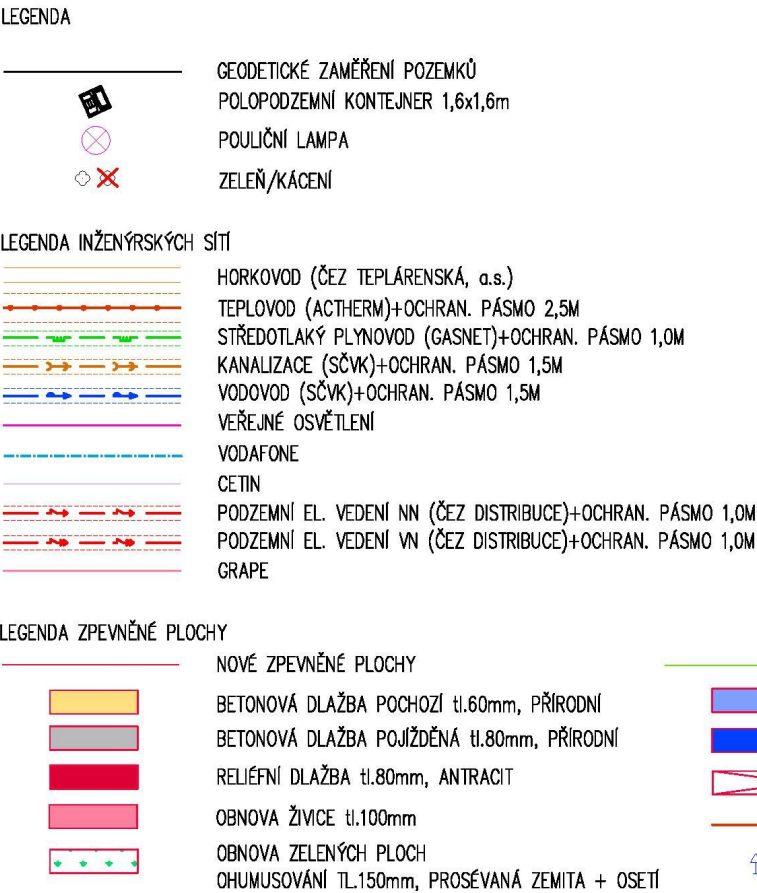 LEGENDA
GEODETICKÉ ZAMĚŘENÍ POZEMKŮ
POLOPODZEMNÍ KONTEJNER 1,6x1,6m
POULIČNÍ LAMPA
ZELEŇ/KÁCENÍ
LEGENDA INŽENÝRSKÝCH SÍTÍ
HORKOVOD (ČEZ TEPLÁRENSKÁ, a.s.)
TEPLOVOD (ACTHERM)+OCHRAN. PÁSMO 2,5M
STŘEDOTLAKÝ PLYNOVOD (GASNET)+OCHRAN. PÁSMO 1,0M
KANALIZACE (SČVK)+OCHRAN. PÁSMO 1,5M
VODOVOD (SČVK)+OCHRAN. PÁSMO 1,5M
VEŘEJNÉ OSVĚTLENÍ
VODAFONE
CETIN
PODZEMNÍ EL. VEDENÍ NN (ČEZ DISTRIBUCE)+OCHRAN. PÁSMO 1,0M
PODZEMNÍ EL. VEDENÍ VN (ČEZ DISTRIBUCE)+OCHRAN. PÁSMO 1,0M
GRAPE
LEGENDA ZPEVNĚNÉ PLOCHY
NOVÉ ZPEVNĚNÉ PLOCHY
BETONOVÁ DLAŽBA POCHOZÍ tl.60mm, PŘÍRODNÍ
BETONOVÁ DLAŽBA POJÍŽDĚNÁ tl.80mm, PŘÍRODNÍ
RELIÉFNÍ DLAŽBA tl.80mm, ANTRACIT
OBNOVA ŽIVICE tl.100mm
OBNOVA ZELENÝCH PLOCH
OHUMUSOVÁNÍ TL.150mm, PROSÉVANÁ ZEMITA + OSETÍ